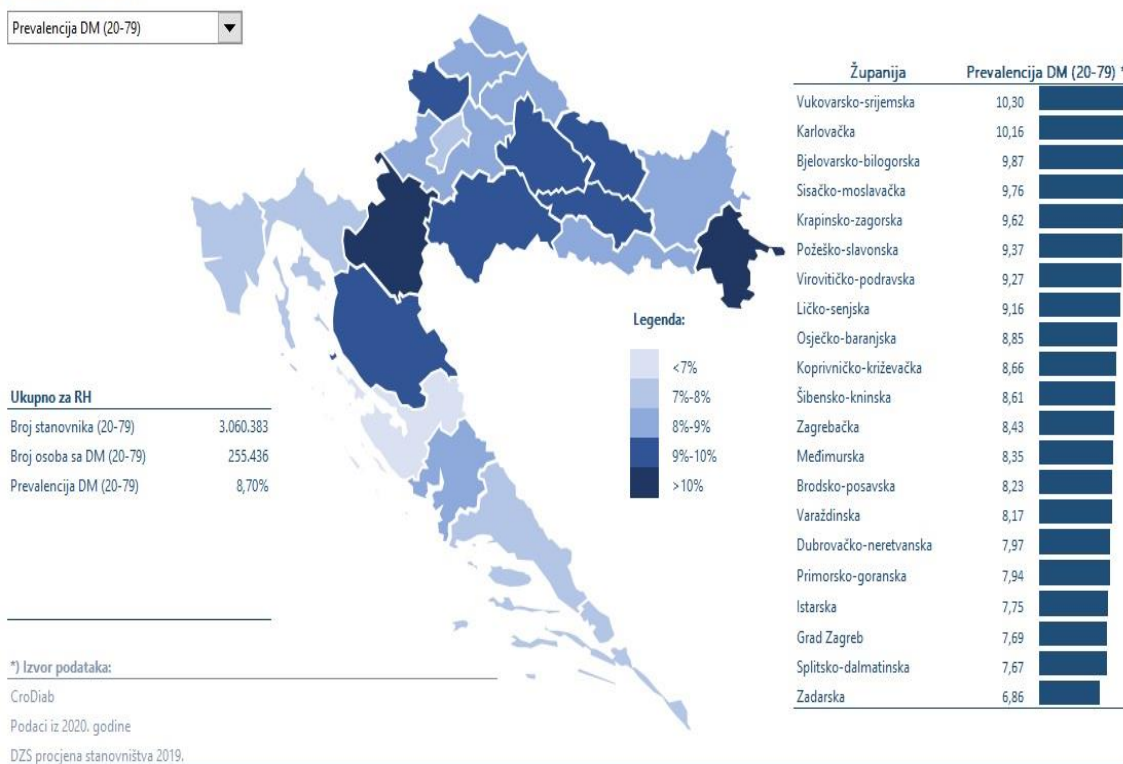 Prevalencija DM (20-79)
Županija Prevalencija DM (20-79) *
Vukovarsko-srijemska 10,30
Karlovačka 10,16
Bjelovarsko-bilogorska 9,87
Sisačko-moslavačka 9,76
Krapinsko-zagorska 9,62
Požeško-slavonska 9,37
Virovitičko-podravska 9,27
Ličko-senjska 9,16
Osječko-baranjska 8,85
Koprivničko-križevačka 8,66
Šibensko-kninska 8,61
Zagrebačka 8,43
Međimurska 8,35
Brodsko-posavska 8,23
Varaždinska 8,17
Dubrovačko-neretvanska 7,97
Primorsko-goranska 7,94
Istarska 7,75
Grad Zagreb 7,69
Splitsko-dalmatinska 7,67
Zadarska 6,86
Legenda:
<7%
7%-8%
8%-9%
9%-10%
>10%
Ukupno za RH
Broj stanovnika (20-79) 3.060.383
Broj osoba sa DM (20-79) 255.436
Prevalencija DM (20-79) 8,70%
*) Izvor podataka:
CroDiab
Podaci iz 2020. godine
DZS procjena stanovništva 2019.